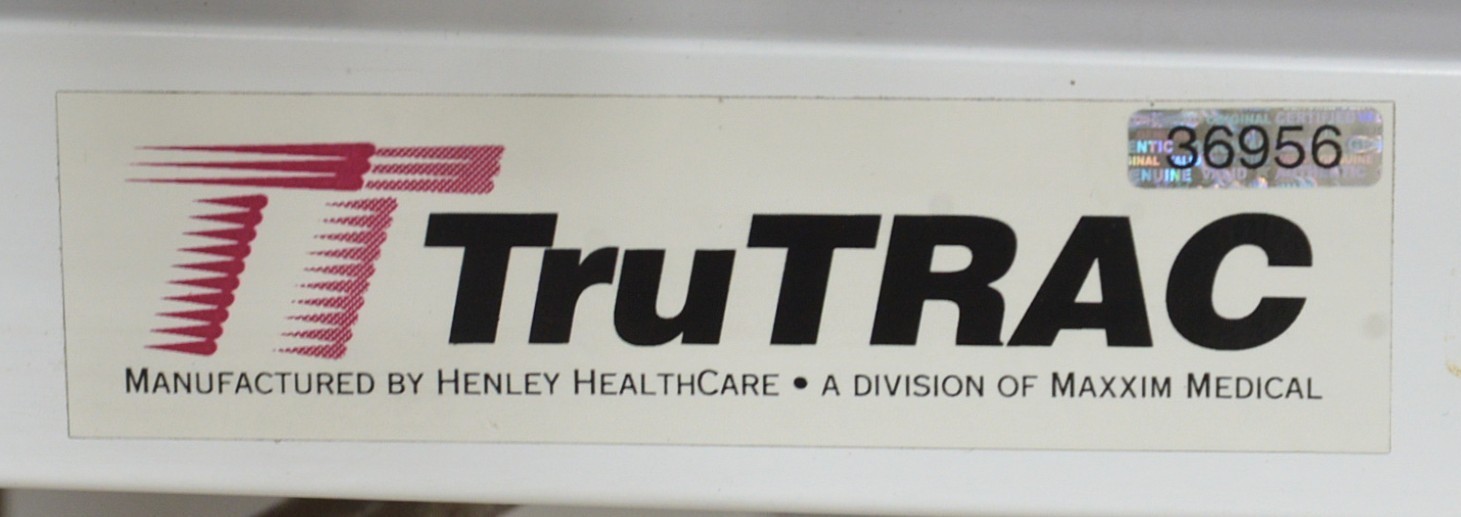 36956
TruTRAC
MANUFACTURED BY HENLEY HEALTHCARE • A DIVISION OF MAXXIM MEDICAL